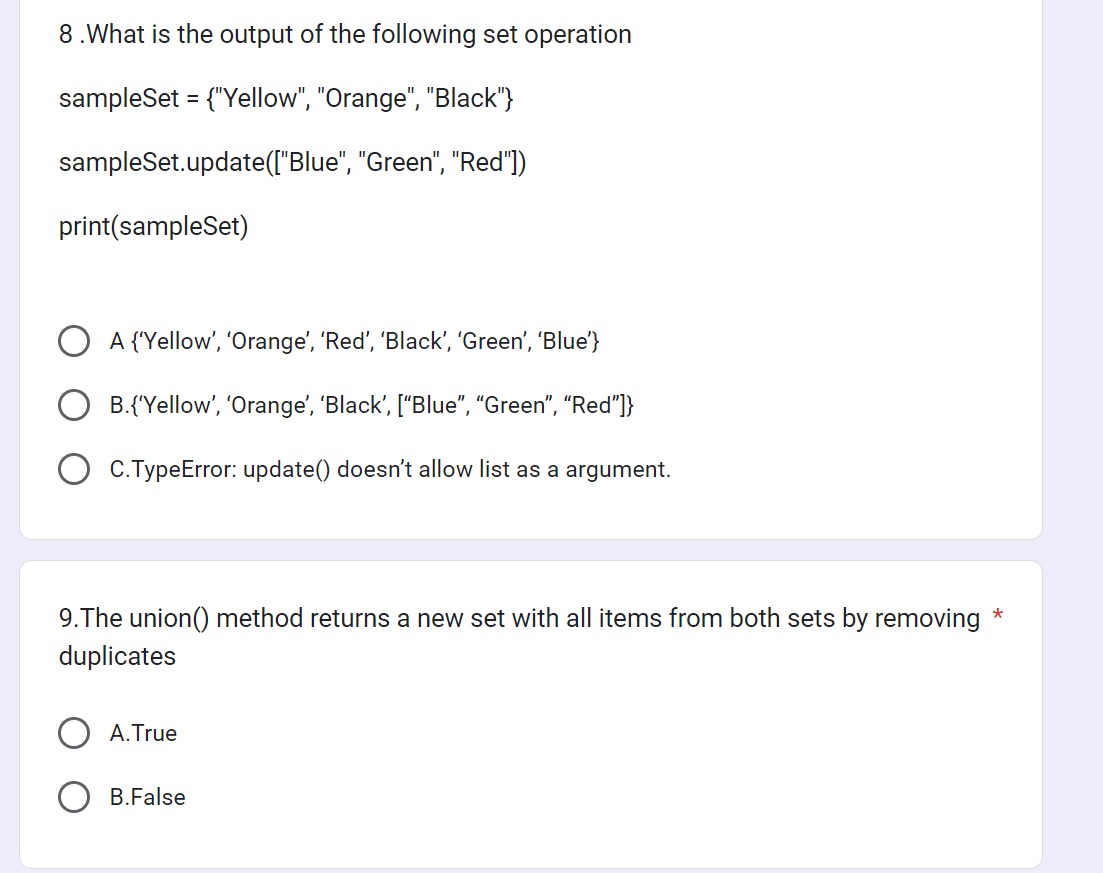 8 .What is the output of the following set operation
sampleSet = {"Yellow", "Orange", "Black"}
sampleSet.update(["Blue", "Green", "Red"])
print(sampleSet)
A {‘Yellow’, ‘Orange’, ‘Red’, ‘Black’, ‘Green’, ‘Blue’}
B.{‘Yellow’, ‘Orange’, ‘Black’, [“Blue”, “Green”, “Red”]}
C.TypeError: update() doesn’t allow list as a argument.
9.The union() method returns a new set with all items from both sets by removing *
duplicates
A.True
B.False